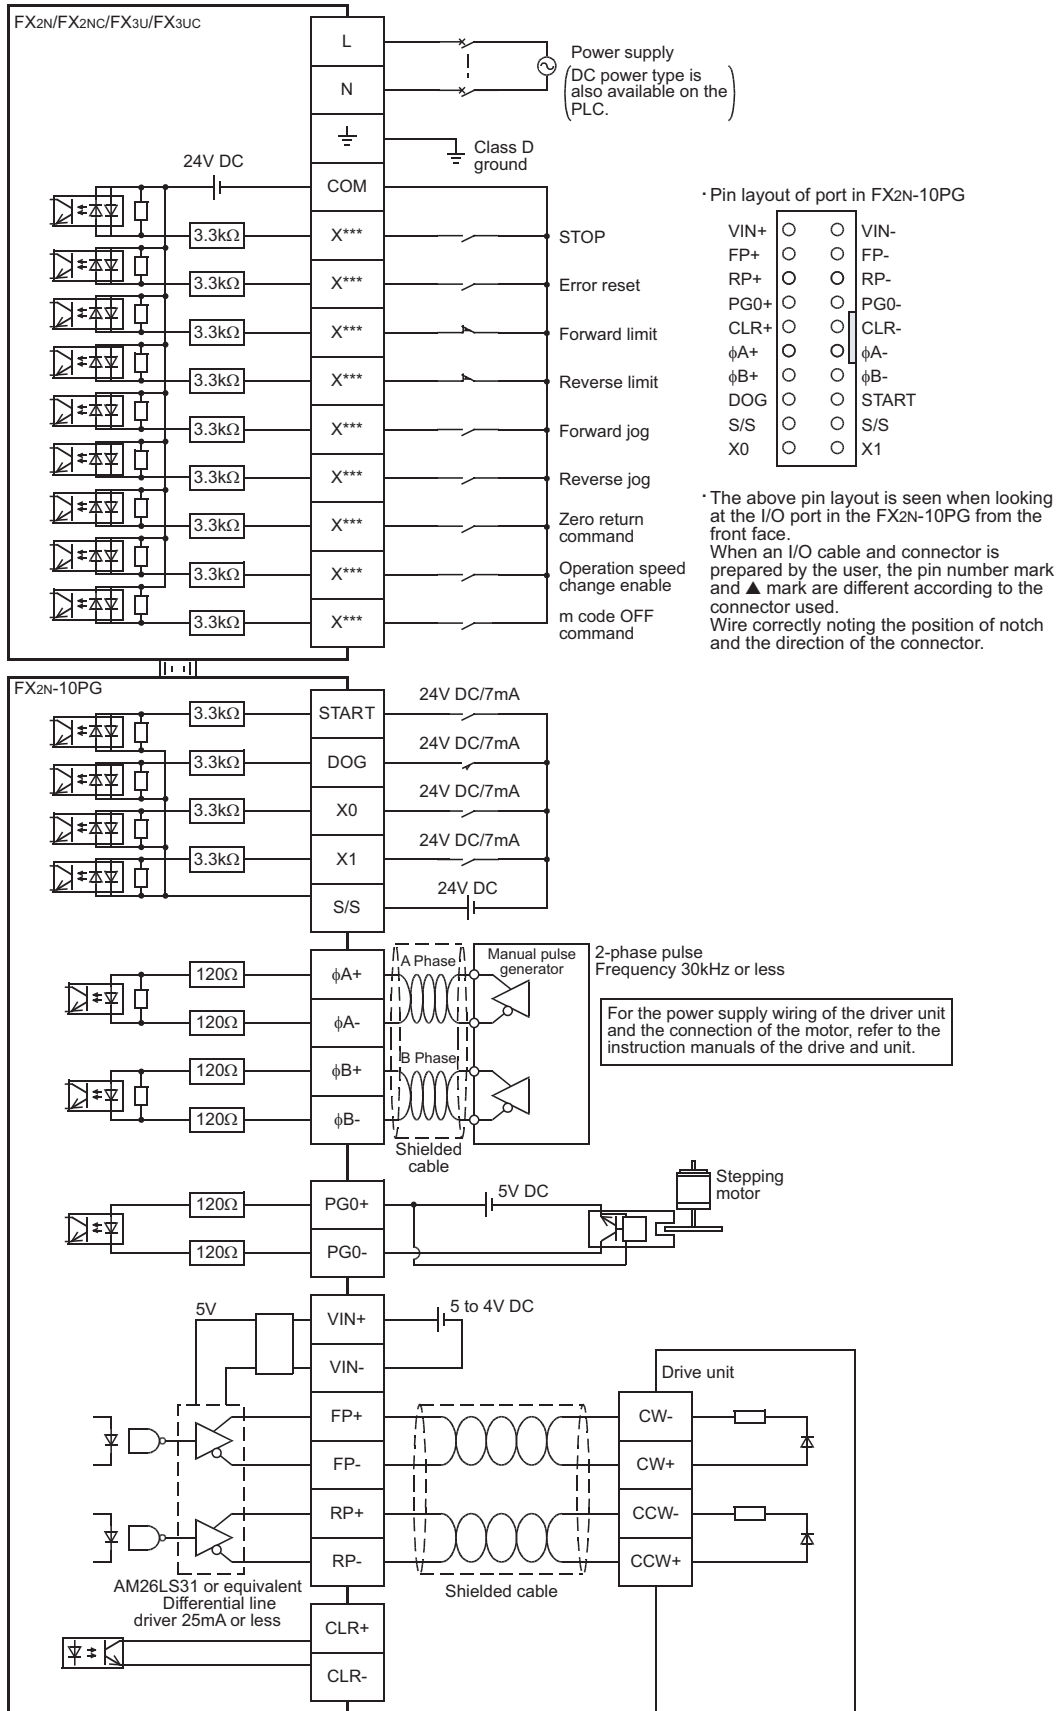 FX2N/FX2NC/FX3U/FX3UC
L
N
Power supply
DC power type is
also available on the
PLC.
Class D
ground
24V DC
COM
3.3kΩ
X***
STOP
3.3kΩ
X***
Error reset
3.3kΩ
X***
Forward limit
3.3kΩ
X***
Reverse limit
3.3kΩ
X***
Forward jog
3.3kΩ
X***
Reverse jog
3.3kΩ
X***
Zero return
command
3.3kΩ
X***
Operation speed
change enable
3.3kΩ
X***
m code OFF
command
・Pin layout of port in FX2N-10PG
VIN+ VIN-
FP+ FP-
RP+ RP-
PG0+ PG0-
CLR+ CLR-
ϕA+ ϕA-
ϕB+ ϕB-
DOG START
S/S S/S
X0 X1
・The above pin layout is seen when looking
at the I/O port in the FX2N-10PG from the
front face.
When an I/O cable and connector is
prepared by the user, the pin number mark
and ▲ mark are different according to the
connector used.
Wire correctly noting the position of notch
and the direction of the connector.
FX2N-10PG
3.3kΩ
START
24V DC/7mA
3.3kΩ
DOG
24V DC/7mA
3.3kΩ
X0
24V DC/7mA
3.3kΩ
X1
24V DC/7mA
S/S
24V DC
120Ω
ϕA+
A Phase
120Ω
ϕA-
120Ω
ϕB+
B Phase
120Ω
ϕB-
Shielded
cable
Manual pulse
generator
2-phase pulse
Frequency 30kHz or less
For the power supply wiring of the driver unit
and the connection of the motor, refer to the
instruction manuals of the drive and unit.
120Ω
PG0+
5V DC
120Ω
PG0-
Stepping
motor
5V
VIN+
5 to 4V DC
VIN-
Drive unit
FP+
CW-
FP-
CW+
RP+
CCW-
RP-
CCW+
Shielded cable
AM26LS31 or equivalent
Differential line
driver 25mA or less
CLR+
CLR-